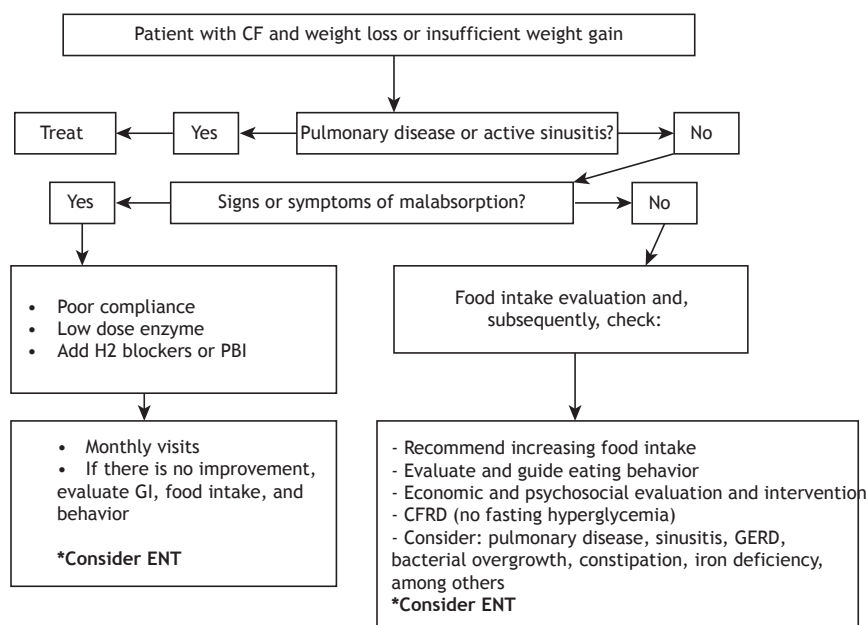 Patient with CF and weight loss or insufficient weight gain
Treat
Yes
Pulmonary disease or active sinusitis?
No
Yes
Signs or symptoms of malabsorption?
No
• Poor compliance
• Low dose enzyme
• Add H2 blockers or PBI
Food intake evaluation and,
subsequently, check:
• Monthly visits
• If there is no improvement,
evaluate GI, food intake, and
behavior
*Consider ENT
- Recommend increasing food intake
- Evaluate and guide eating behavior
- Economic and psychosocial evaluation and intervention
- CFRD (no fasting hyperglycemia)
- Consider: pulmonary disease, sinusitis, GERD,
bacterial overgrowth, constipation, iron deficiency,
among others
*Consider ENT